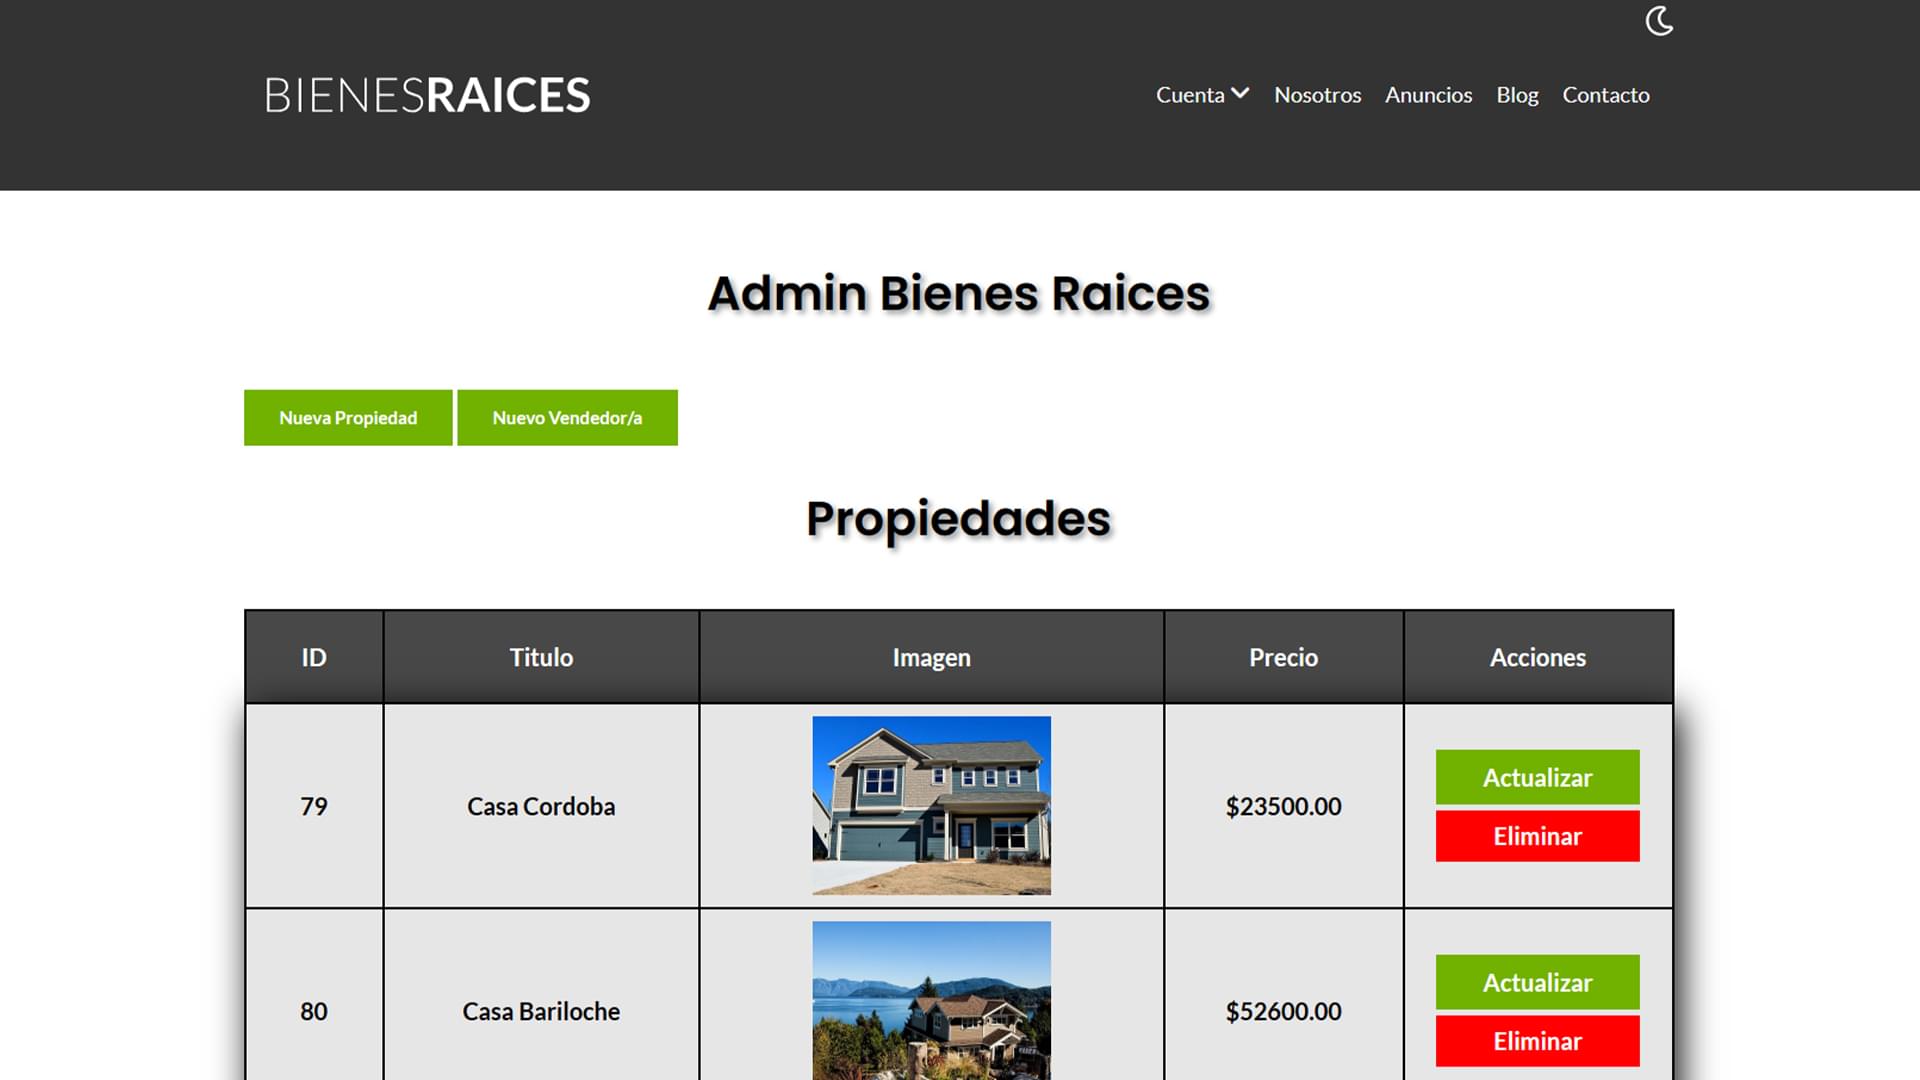 BIENESRAICES
Cuenta Nosotros Anuncios Blog Contacto
Admin Bienes Raices
Nueva Propiedad Nuevo Vendedor/a
Propiedades
ID Titulo Imagen Precio Acciones
79 Casa Cordoba $23500.00 Actualizar
Eliminar
80 Casa Bariloche $52600.00 Actualizar
Eliminar